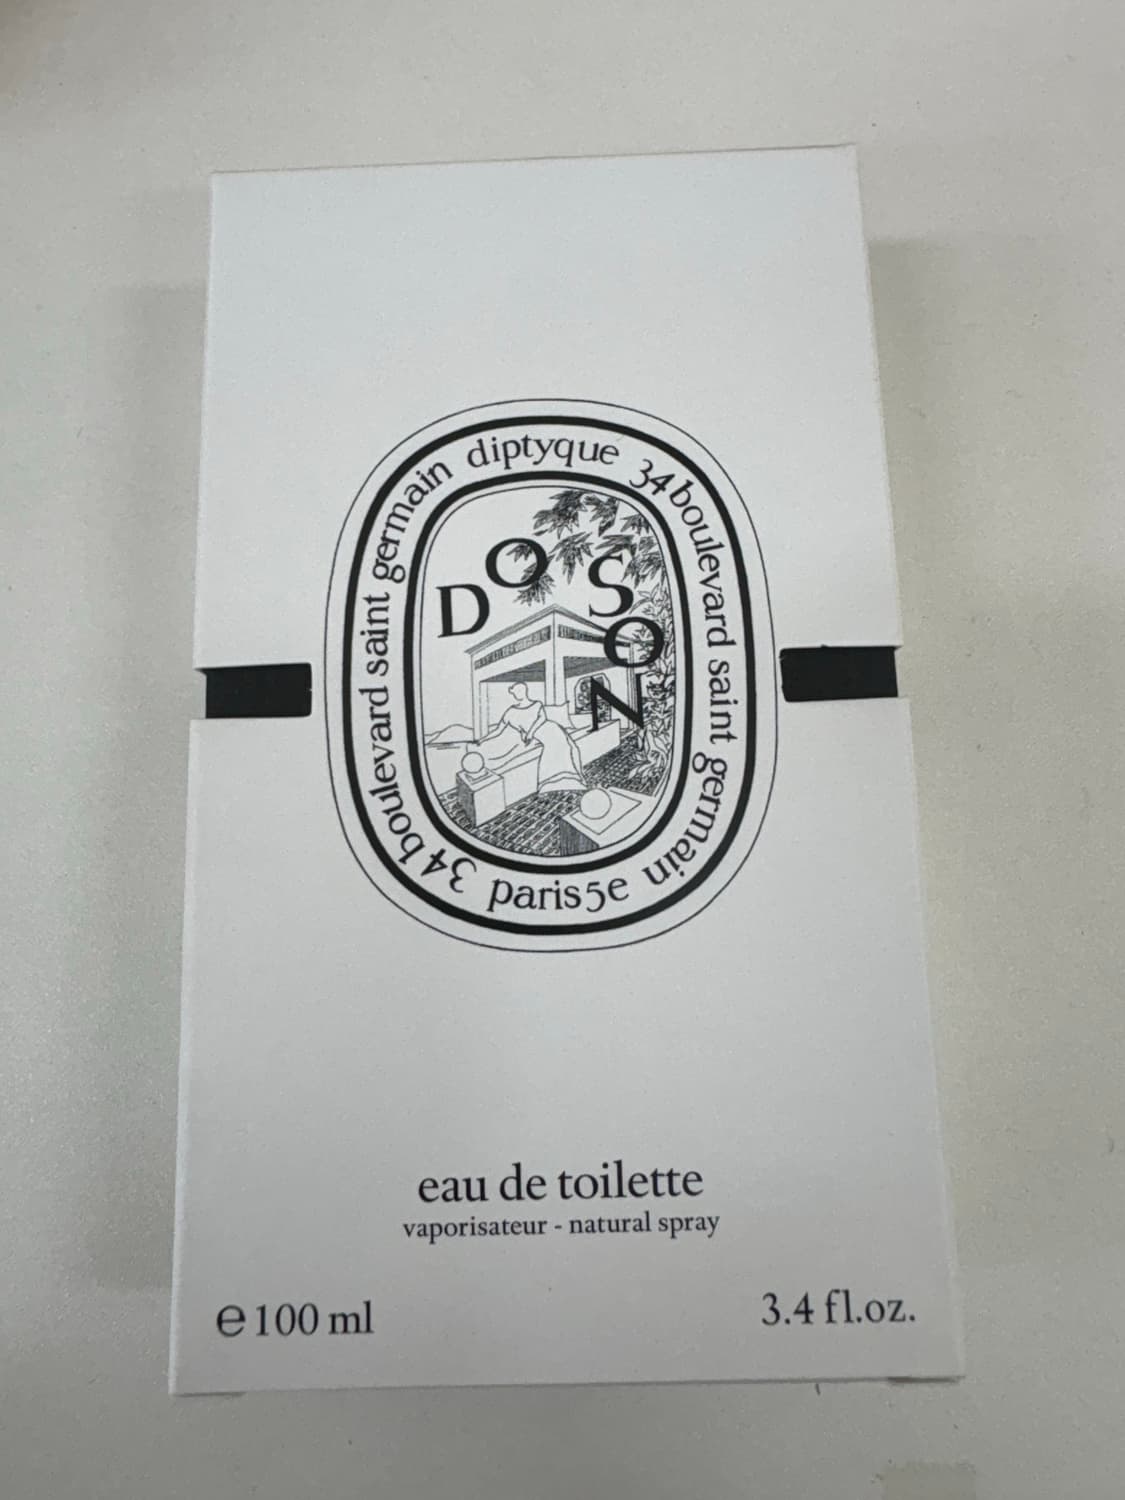 diptyque 34 boulevard saint germain paris 5e 34 boulevard saint germain
DO SON
eau de toilette
vaporisateur - natural spray
℮ 100 ml
3.4 fl.oz.